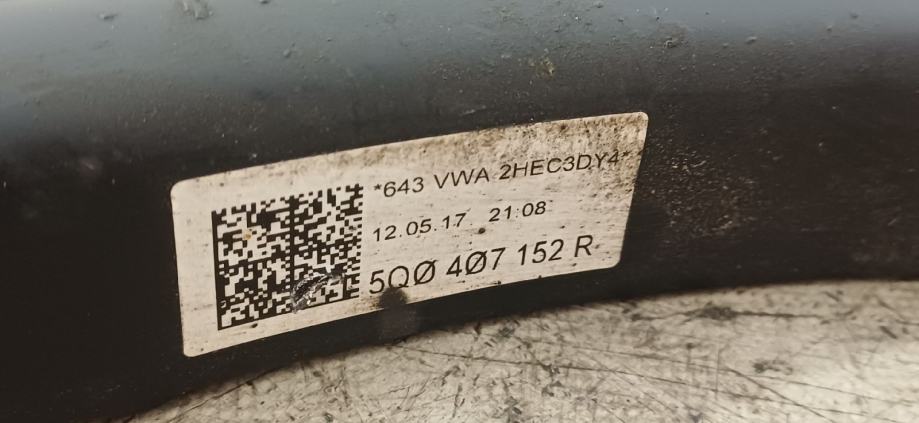 *643 VWA 2HEC3DY4*
12.05.17 21:08
5QØ 4Ø7 152 R